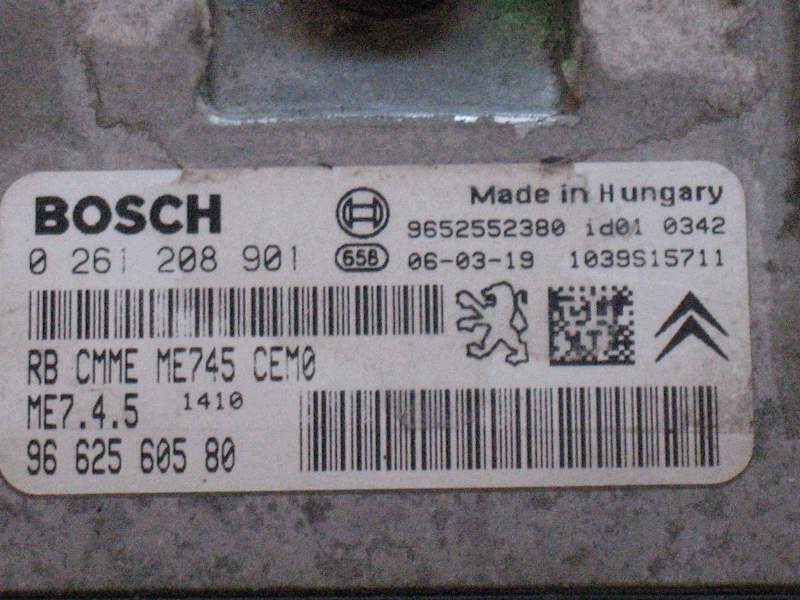 BOSCH
Made in Hungary
9652552380 id01 0342
0 261 208 901
658 06-03-19 1039S15711
RB CMME ME745 CEM0
ME7.4.5 1410
96 625 605 80